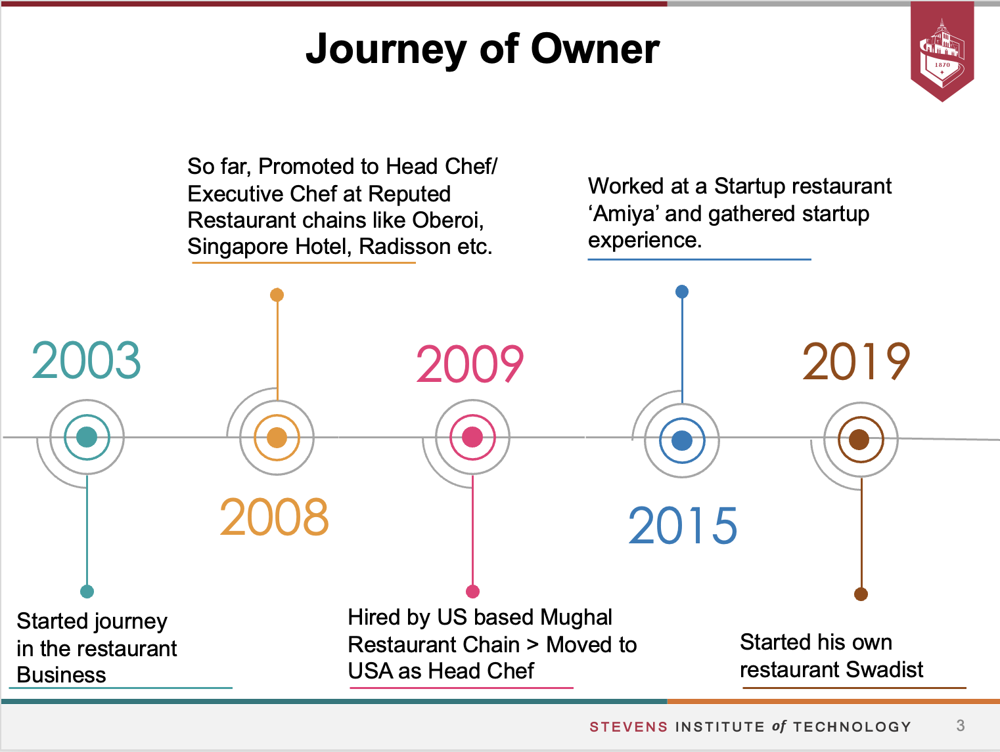 Journey of Owner
1870
So far, Promoted to Head Chef/
Executive Chef at Reputed
Restaurant chains like Oberoi,
Singapore Hotel, Radisson etc.
Worked at a Startup restaurant
‘Amiya’ and gathered startup
experience.
2003
2009
2019
2008
2015
Started journey
in the restaurant
Business
Hired by US based Mughal
Restaurant Chain > Moved to
USA as Head Chef
Started his own
restaurant Swadist
STEVENS INSTITUTE of TECHNOLOGY
3